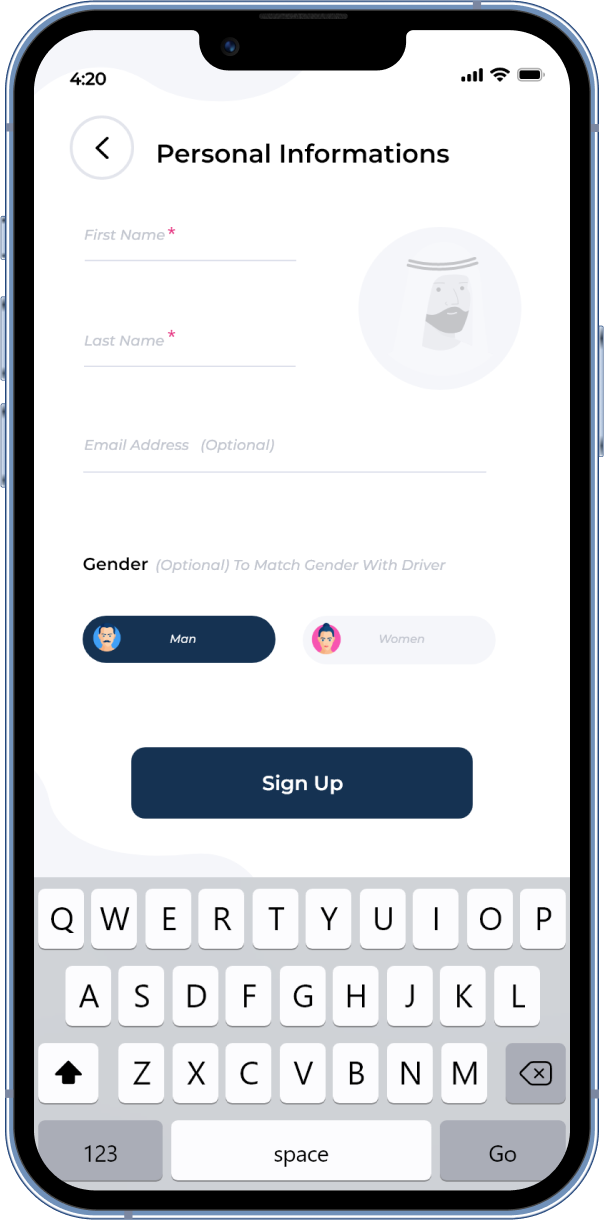 4:20
Personal Informations
First Name *
Last Name *
Email Address (Optional)
Gender (Optional) To Match Gender With Driver
Man Women
Sign Up
Q W E R T Y U I O P
A S D F G H J K L
Z X C V B N M
123 space Go